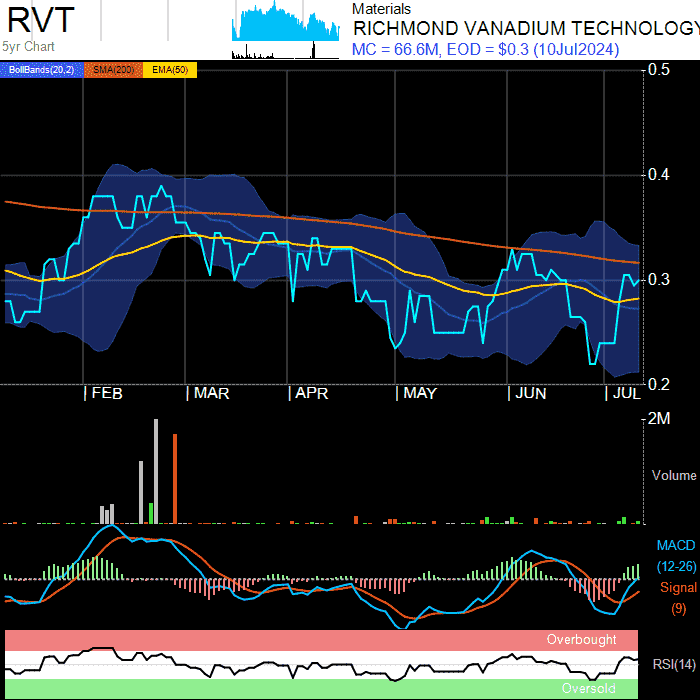 RVT
Materials
RICHMOND VANADIUM TECHNOLOGY
5yr Chart
MC = 66.6M, EOD = $0.3 (10Jul2024)
BollBands(20,2) SMA(200) EMA(50)
0.5
0.4
0.3
0.2
FEB MAR APR MAY JUN JUL
2M
Volume
MACD
(12-26)
Signal
(9)
Overbought
RSI(14)
Oversold